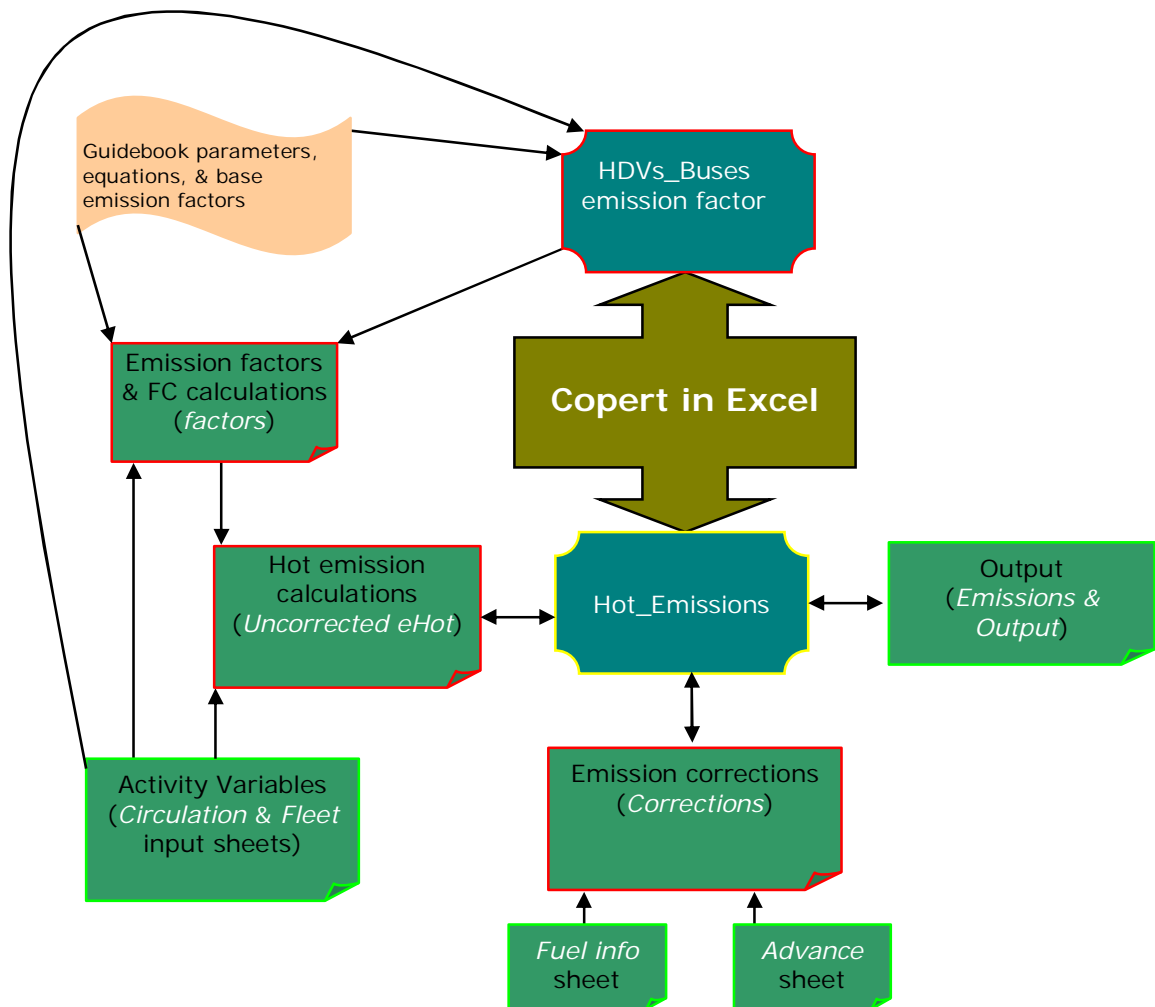 Guidebook parameters,
equations, & base
emission factors
HDVs_Buses
emission factor
Emission factors
& FC calculations
(factors)
Copert in Excel
Hot emission
calculations
(Uncorrected eHot)
Hot_Emissions
Output
(Emissions &
Output)
Activity Variables
(Circulation & Fleet
input sheets)
Emission corrections
(Corrections)
Fuel info
sheet
Advance
sheet